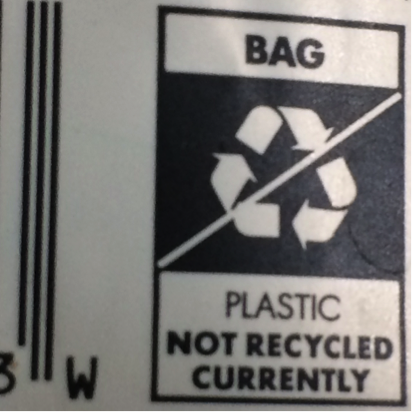 BAG
PLASTIC
NOT RECYCLED
CURRENTLY
3 W